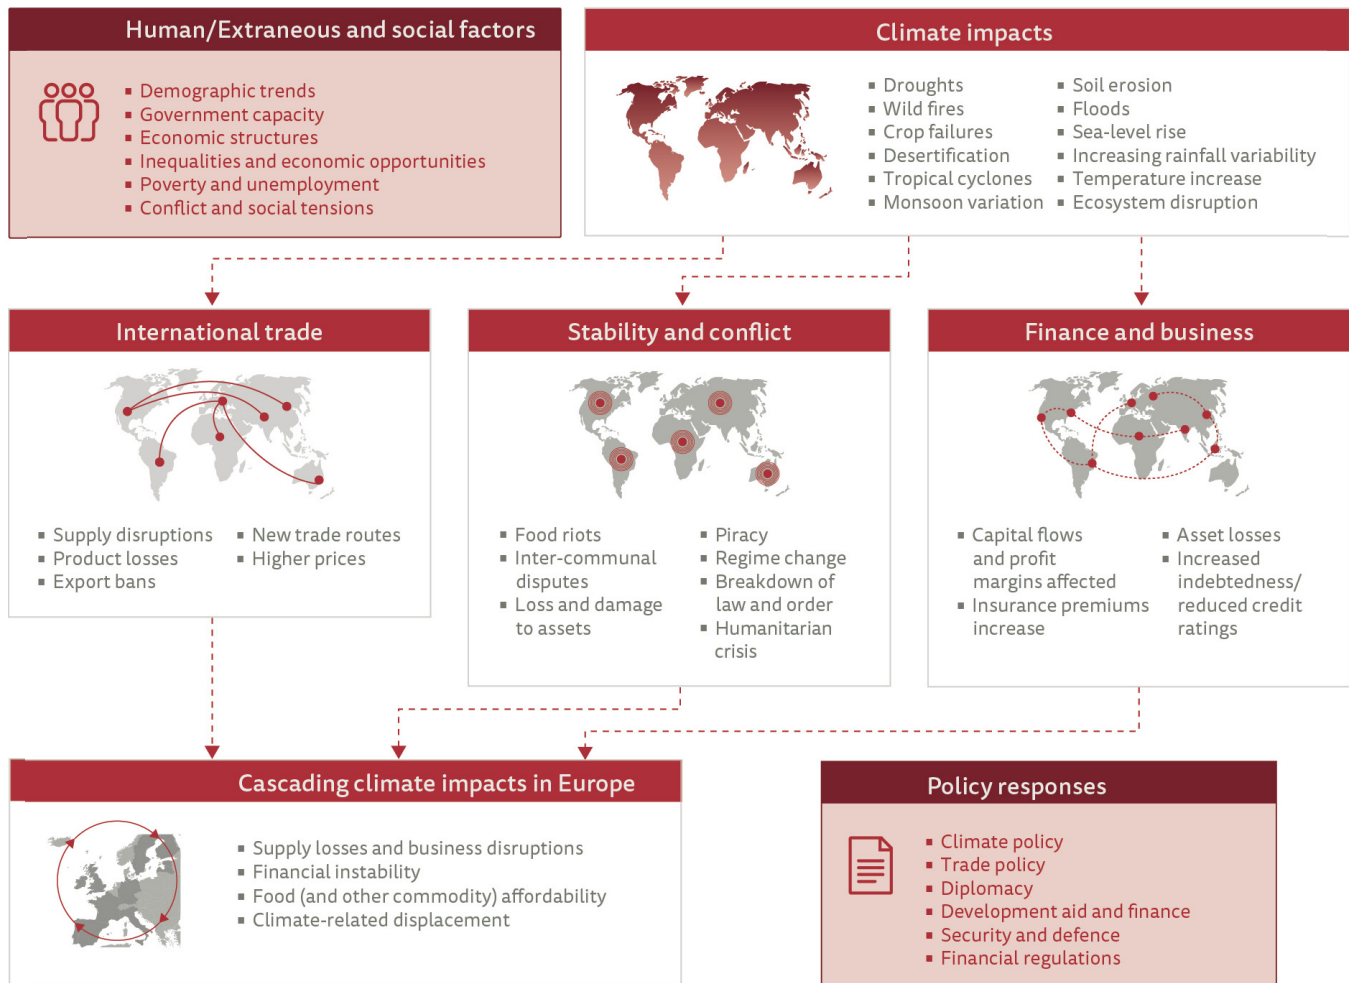 Human/Extraneous and social factors
Demographic trends
Government capacity
Economic structures
Inequalities and economic opportunities
Poverty and unemployment
Conflict and social tensions
Climate impacts
Droughts
Wild fires
Crop failures
Desertification
Tropical cyclones
Monsoon variation
Soil erosion
Floods
Sea-level rise
Increasing rainfall variability
Temperature increase
Ecosystem disruption
International trade
Supply disruptions
Product losses
Export bans
New trade routes
Higher prices
Stability and conflict
Food riots
Inter-communal
disputes
Loss and damage
to assets
Piracy
Regime change
Breakdown of
law and order
Humanitarian
crisis
Finance and business
Capital flows
and profit
margins affected
Insurance premiums
increase
Asset losses
Increased
indebtedness/
reduced credit
ratings
Cascading climate impacts in Europe
Supply losses and business disruptions
Financial instability
Food (and other commodity) affordability
Climate-related displacement
Policy responses
Climate policy
Trade policy
Diplomacy
Development aid and finance
Security and defence
Financial regulations